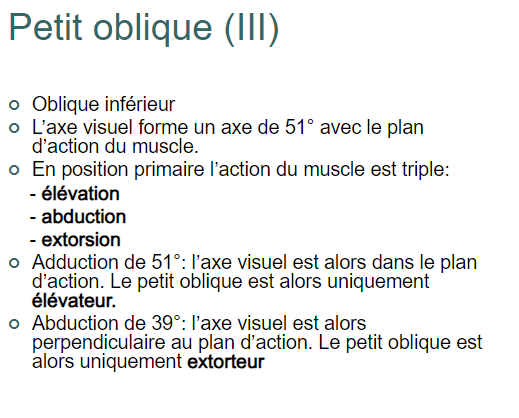 Petit oblique (III)
Oblique inférieur
L'axe visuel forme un axe de 51° avec le plan
d'action du muscle.
En position primaire l'action du muscle est triple:
- élévation
- abduction
- extorsion
Adduction de 51°: l'axe visuel est alors dans le plan
d'action. Le petit oblique est alors uniquement
élévateur.
Abduction de 39°: l'axe visuel est alors
perpendiculaire au plan d'action. Le petit oblique est
alors uniquement extorteur